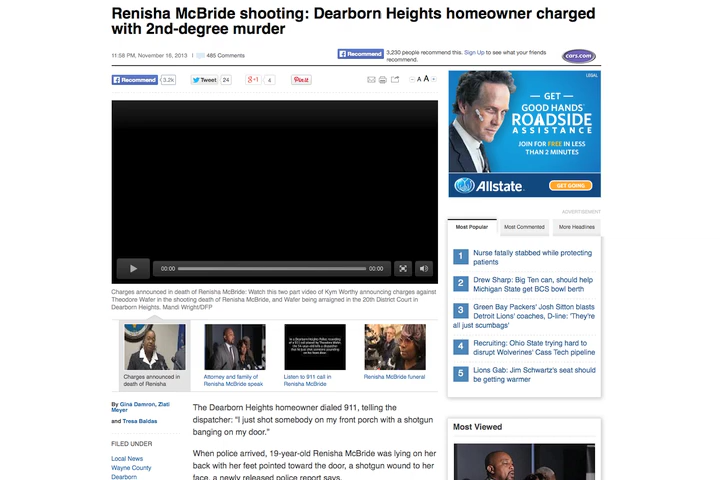 Renisha McBride shooting: Dearborn Heights homeowner charged
with 2nd-degree murder
11:58 PM, November 18, 2013 | 485 Comments
Recommend
3,230 people recommend this. Sign Up to see what your friends
recommend.
cars.com
Recommend 3.2k
Tweet 24
+1 4
Pin it
A A
LEGAL
— GET —
GOOD HANDS®
ROADSIDE
ASSISTANCE
JOIN FOR FREE IN LESS
THAN 2 MINUTES
Allstate.
GET GOING
ADVERTISEMENT
00:00 00:00
Charges announced in death of Renisha McBride: Watch this two part video of Kym Worthy announcing charges against
Theodore Wafer in the shooting death of Renisha McBride, and Wafer being arraigned in the 20th District Court in
Dearborn Heights. Mandi Wright/DFP
Charges announced in
death of Renisha
Attorney and family of
Renisha McBride speak
Listen to 911 call in
Renisha McBride
Renisha McBride funeral
By Gina Damron, Zlati
Meyer
and Tresa Baldas
FILED UNDER
Local News
Wayne County
Dearborn
The Dearborn Heights homeowner dialed 911, telling the
dispatcher: “I just shot somebody on my front porch with a shotgun
banging on my door.”
When police arrived, 19-year-old Renisha McBride was lying on her
back with her feet pointed toward the door, a shotgun wound to her
face, a newly released police report says.
Most Popular
Most Commented
More Headlines
1 Nurse fatally stabbed while protecting
patients
2 Drew Sharp: Big Ten can, should help
Michigan State get BCS bowl berth
3 Green Bay Packers' Josh Sitton blasts
Detroit Lions' coaches, D-line: 'They're
all just scumbags'
4 Recruiting: Ohio State trying hard to
disrupt Wolverines' Cass Tech pipeline
5 Lions Gab: Jim Schwartz's seat should
be getting warmer
Most Viewed